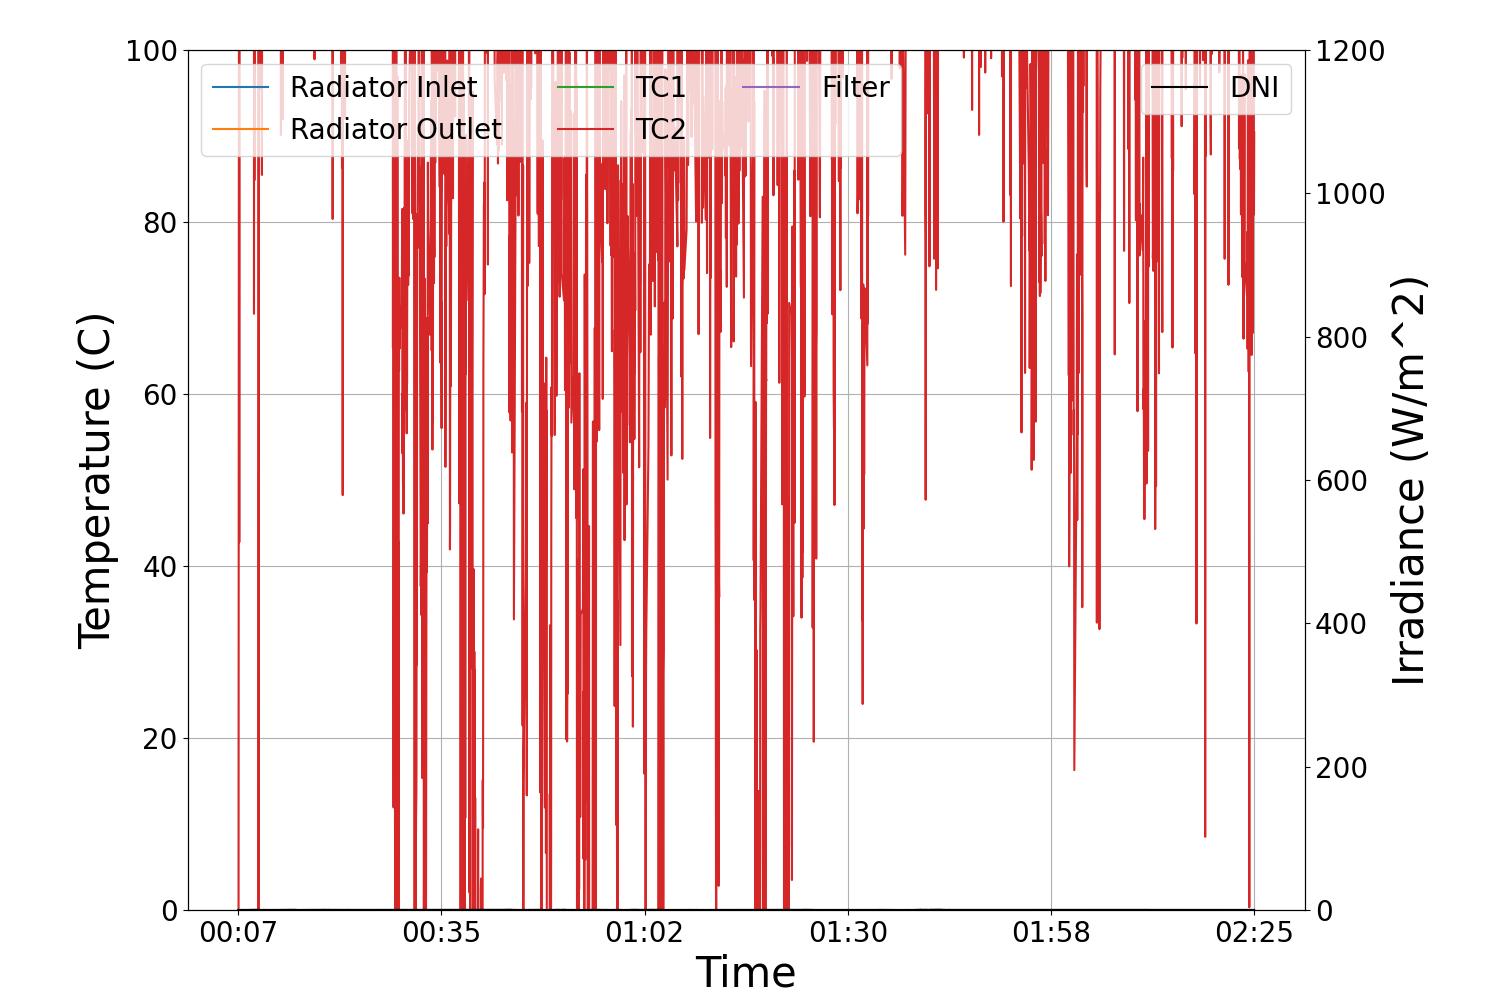 100
80
60
40
20
0
Temperature (C)
Radiator Inlet
Radiator Outlet
TC1
TC2
Filter
DNI
1200
1000
800
600
400
200
0
Irradiance (W/m^2)
00:07
00:35
01:02
01:30
01:58
02:25
Time